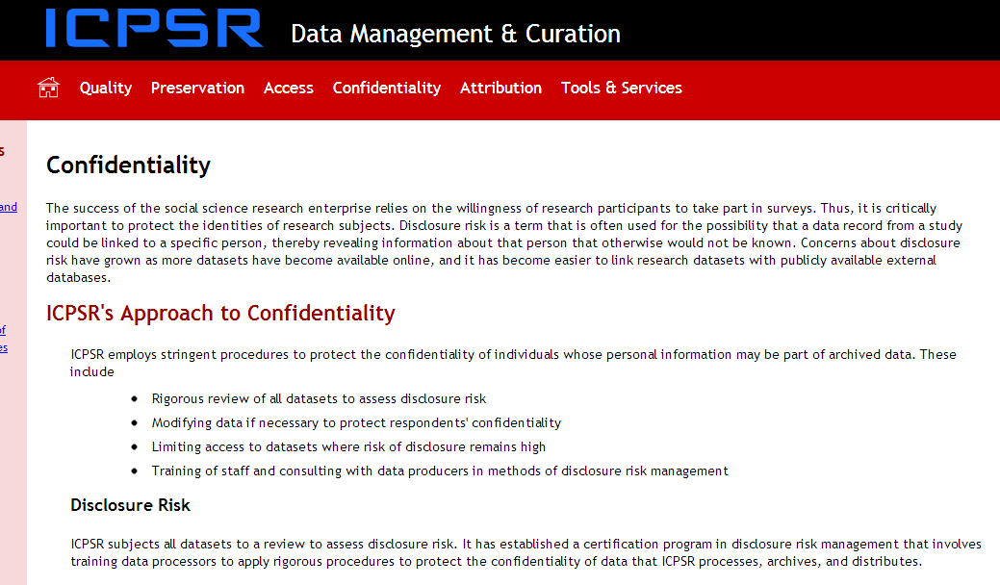 ICPSR Data Management & Curation
Quality Preservation Access Confidentiality Attribution Tools & Services
s
and
of
es
Confidentiality
The success of the social science research enterprise relies on the willingness of research participants to take part in surveys. Thus, it is critically
important to protect the identities of research subjects. Disclosure risk is a term that is often used for the possibility that a data record from a study
could be linked to a specific person, thereby revealing information about that person that otherwise would not be known. Concerns about disclosure
risk have grown as more datasets have become available online, and it has become easier to link research datasets with publicly available external
databases.
ICPSR's Approach to Confidentiality
ICPSR employs stringent procedures to protect the confidentiality of individuals whose personal information may be part of archived data. These
include
• Rigorous review of all datasets to assess disclosure risk
• Modifying data if necessary to protect respondents' confidentiality
• Limiting access to datasets where risk of disclosure remains high
• Training of staff and consulting with data producers in methods of disclosure risk management
Disclosure Risk
ICPSR subjects all datasets to a review to assess disclosure risk. It has established a certification program in disclosure risk management that involves
training data processors to apply rigorous procedures to protect the confidentiality of data that ICPSR processes, archives, and distributes.